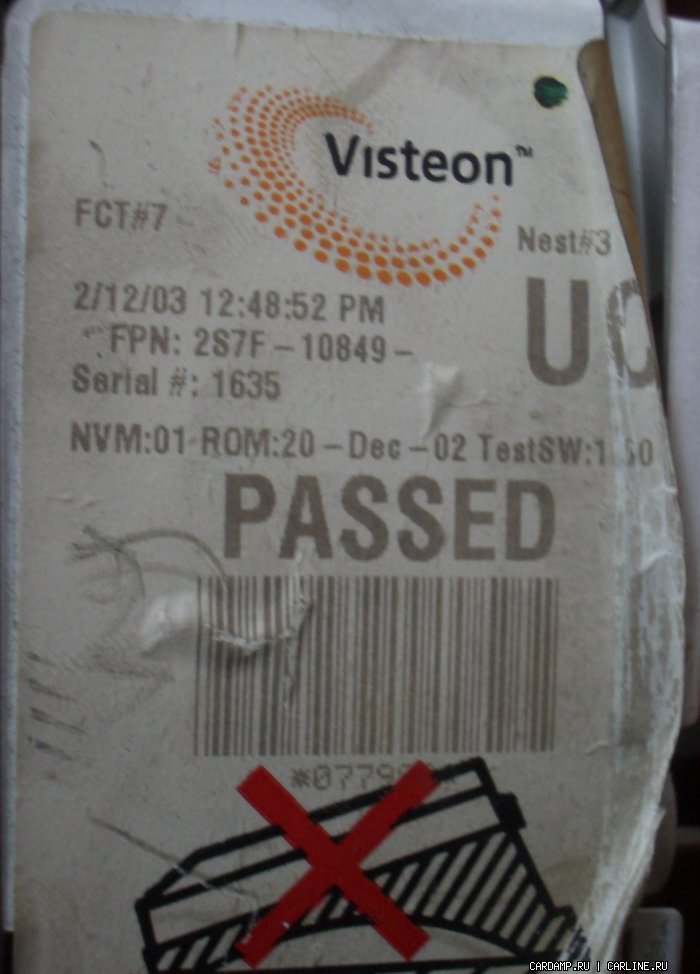 Visteon™
FCT#7
Nest#3
2/12/03 12:48:52 PM
FPN: 2S7F-10849-
Serial #: 1635
NVM:01 ROM:20-Dec-02
PASSED
CARDAMP.RU | CARLINE.RU